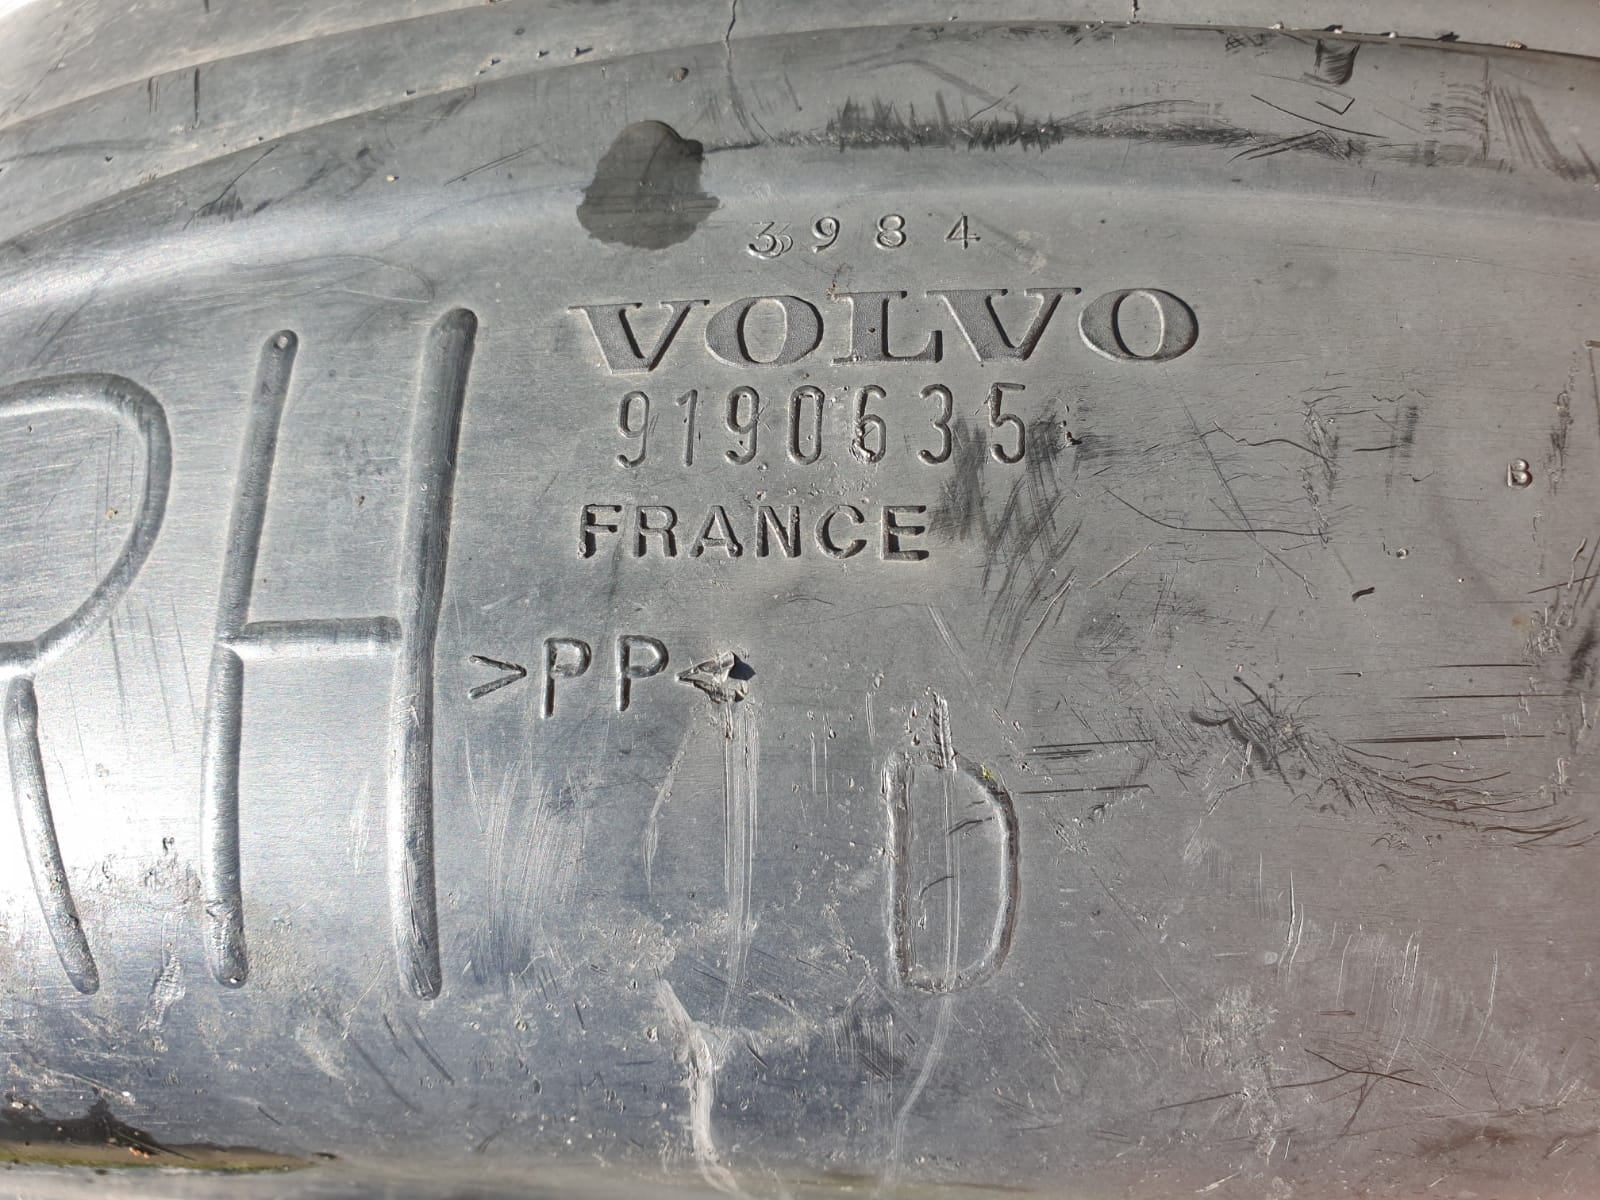 3984
VOLVO
9190635
FRANCE
RH
>PP<
D
B